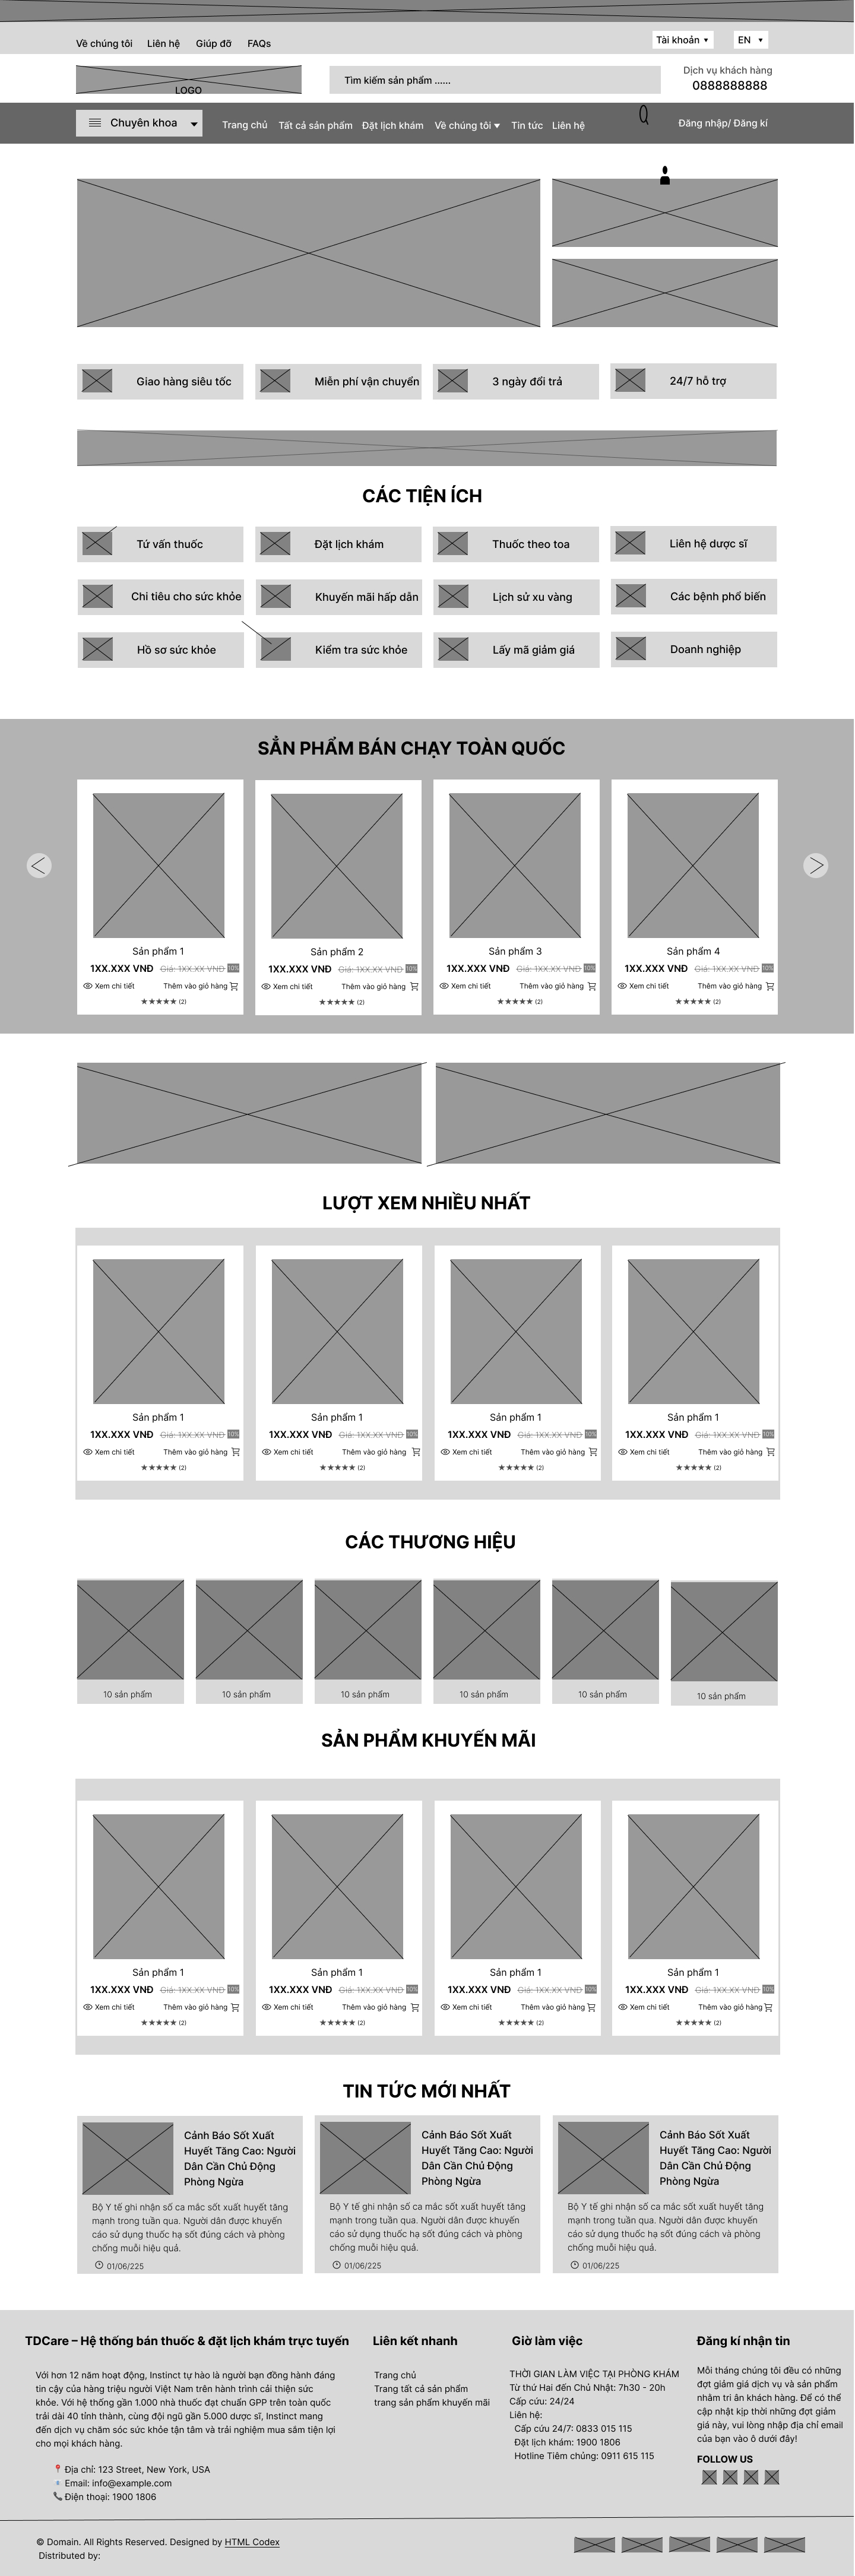 Về chúng tôi Liên hệ Giúp đỡ FAQs Tài khoản EN
LOGO
Tìm kiếm sản phẩm ......
Dịch vụ khách hàng
0888888888
Chuyên khoa Trang chủ Tất cả sản phẩm Đặt lịch khám Về chúng tôi Tin tức Liên hệ Đăng nhập/ Đăng kí
Giao hàng siêu tốc Miễn phí vận chuyển 3 ngày đổi trả 24/7 hỗ trợ
CÁC TIỆN ÍCH
Tứ vấn thuốc Đặt lịch khám Thuốc theo toa Liên hệ dược sĩ
Chi tiêu cho sức khỏe Khuyến mãi hấp dẫn Lịch sử xu vàng Các bệnh phổ biến
Hồ sơ sức khỏe Kiểm tra sức khỏe Lấy mã giảm giá Doanh nghiệp
SẢN PHẨM BÁN CHẠY TOÀN QUỐC
Sản phẩm 1 Sản phẩm 2 Sản phẩm 3 Sản phẩm 4
1XX.XXX VNĐ Giá: 1XX.XX VND 10% 1XX.XXX VNĐ Giá: 1XX.XX VND 10% 1XX.XXX VNĐ Giá: 1XX.XX VND 10% 1XX.XXX VNĐ Giá: 1XX.XX VND 10%
Xem chi tiết Thêm vào giỏ hàng Xem chi tiết Thêm vào giỏ hàng Xem chi tiết Thêm vào giỏ hàng Xem chi tiết Thêm vào giỏ hàng
★★★★★ (2) ★★★★★ (2) ★★★★★ (2) ★★★★★ (2)
LƯỢT XEM NHIỀU NHẤT
Sản phẩm 1 Sản phẩm 1 Sản phẩm 1 Sản phẩm 1
1XX.XXX VNĐ Giá: 1XX.XX VND 10% 1XX.XXX VNĐ Giá: 1XX.XX VND 10% 1XX.XXX VNĐ Giá: 1XX.XX VND 10% 1XX.XXX VNĐ Giá: 1XX.XX VND 10%
Xem chi tiết Thêm vào giỏ hàng Xem chi tiết Thêm vào giỏ hàng Xem chi tiết Thêm vào giỏ hàng Xem chi tiết Thêm vào giỏ hàng
★★★★★ (2) ★★★★★ (2) ★★★★★ (2) ★★★★★ (2)
CÁC THƯƠNG HIỆU
10 sản phẩm 10 sản phẩm 10 sản phẩm 10 sản phẩm 10 sản phẩm 10 sản phẩm
SẢN PHẨM KHUYẾN MÃI
Sản phẩm 1 Sản phẩm 1 Sản phẩm 1 Sản phẩm 1
1XX.XXX VNĐ Giá: 1XX.XX VND 10% 1XX.XXX VNĐ Giá: 1XX.XX VND 10% 1XX.XXX VNĐ Giá: 1XX.XX VND 10% 1XX.XXX VNĐ Giá: 1XX.XX VND 10%
Xem chi tiết Thêm vào giỏ hàng Xem chi tiết Thêm vào giỏ hàng Xem chi tiết Thêm vào giỏ hàng Xem chi tiết Thêm vào giỏ hàng
★★★★★ (2) ★★★★★ (2) ★★★★★ (2) ★★★★★ (2)
TIN TỨC MỚI NHẤT
Cảnh Báo Sốt Xuất
Huyết Tăng Cao: Người
Dân Cần Chủ Động
Phòng Ngừa
Bộ Y tế ghi nhận số ca mắc sốt xuất huyết tăng
mạnh trong tuần qua. Người dân được khuyến
cáo sử dụng thuốc hạ sốt đúng cách và phòng
chống muỗi hiệu quả.
01/06/225
Cảnh Báo Sốt Xuất
Huyết Tăng Cao: Người
Dân Cần Chủ Động
Phòng Ngừa
Bộ Y tế ghi nhận số ca mắc sốt xuất huyết tăng
mạnh trong tuần qua. Người dân được khuyến
cáo sử dụng thuốc hạ sốt đúng cách và phòng
chống muỗi hiệu quả.
01/06/225
Cảnh Báo Sốt Xuất
Huyết Tăng Cao: Người
Dân Cần Chủ Động
Phòng Ngừa
Bộ Y tế ghi nhận số ca mắc sốt xuất huyết tăng
mạnh trong tuần qua. Người dân được khuyến
cáo sử dụng thuốc hạ sốt đúng cách và phòng
chống muỗi hiệu quả.
01/06/225
TDCare – Hệ thống bán thuốc & đặt lịch khám trực tuyến
Với hơn 12 năm hoạt động, Instinct tự hào là người bạn đồng hành đáng
tin cậy của hàng triệu người Việt Nam trên hành trình cải thiện sức
khỏe. Với hệ thống gần 1.000 nhà thuốc đạt chuẩn GPP trên toàn quốc
trải dài 40 tỉnh thành, cùng đội ngũ gần 5.000 dược sĩ, Instinct mang
đến dịch vụ chăm sóc sức khỏe tận tâm và trải nghiệm mua sắm tiện lợi
cho mọi khách hàng.
📍 Địa chỉ: 123 Street, New York, USA
📧 Email: info@example.com
📞 Điện thoại: 1900 1806
Liên kết nhanh
Trang chủ
Trang tất cả sản phẩm
trang sản phẩm khuyến mãi
Giờ làm việc
THỜI GIAN LÀM VIỆC TẠI PHÒNG KHÁM
Từ thứ Hai đến Chủ Nhật: 7h30 - 20h
Cấp cứu: 24/24
Liên hệ:
Cấp cứu 24/7: 0833 015 115
Đặt lịch khám: 1900 1806
Hotline Tiêm chủng: 0911 615 115
Đăng kí nhận tin
Mỗi tháng chúng tôi đều có những
đợt giảm giá dịch vụ và sản phẩm
nhằm tri ân khách hàng. Để có thể
cập nhật kịp thời những đợt giảm
giá này, vui lòng nhập địa chỉ email
của bạn vào ô dưới đây!
FOLLOW US
© Domain. All Rights Reserved. Designed by HTML Codex
Distributed by: